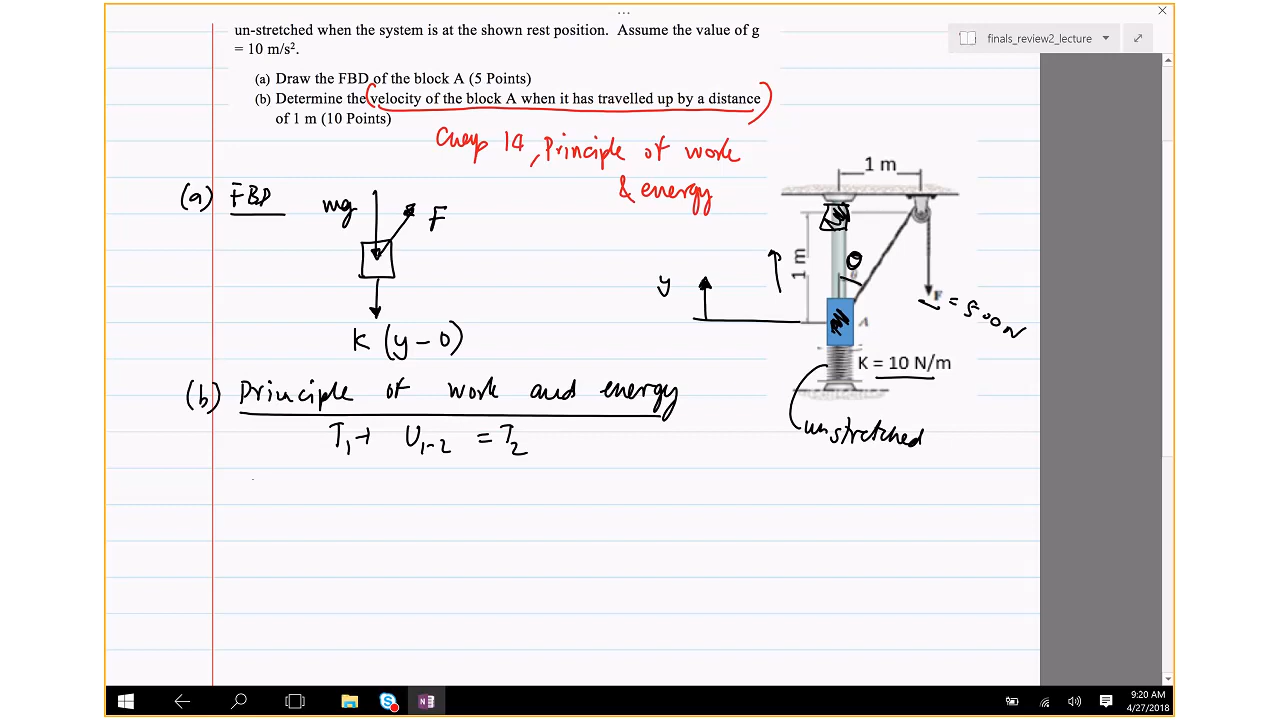 un-stretched when the system is at the shown rest position. Assume the value of g
= 10 m/s².
(a) Draw the FBD of the block A (5 Points)
(b) Determine the velocity of the block A when it has travelled up by a distance
of 1 m (10 Points)
finals_review2_lecture
Chap 14, Principle of work
& energy
(a) FBD
mg
F
K (y-0)
1 m
1 m
θ
y
F = 500N
A
K = 10 N/m
unstretched
(b) Principle of work and energy
T1 + U1-2 = T2
9:20 AM
4/27/2018